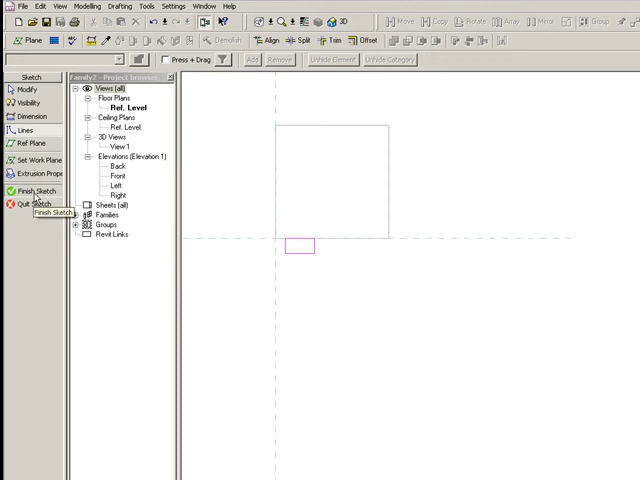 File Edit View Modelling Drafting Tools Settings Window Help
3D Move Copy Rotate Array Mirror Group
Plane Align Split Trim Offset
Press + Drag Add Remove Unhide Element Unhide Category
Sketch
Modify
Visibility
Dimension
Lines
Ref Plane
Set Work Plane
Extrusion Prope
Finish Sketch
Quit Sketch
Finish Sketch
Family2 - Project browser
Views (all)
Floor Plans
Ref. Level
Ceiling Plans
Ref. Level
3D Views
View 1
Elevations (Elevation 1)
Back
Front
Left
Right
Sheets (all)
Families
Groups
Revit Links